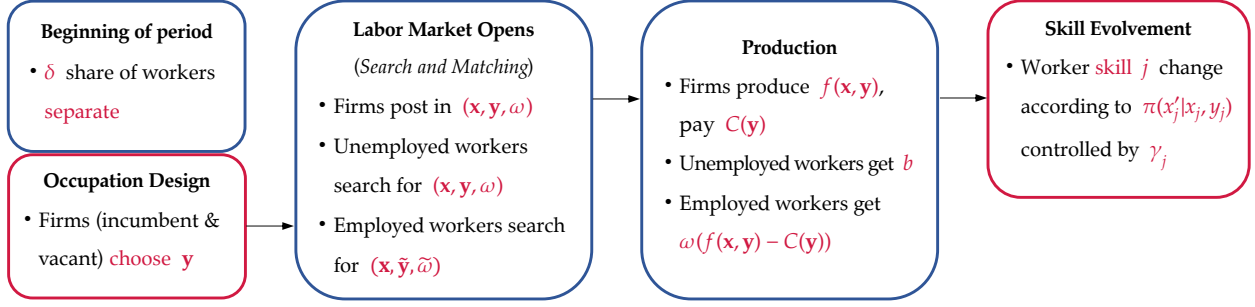 Beginning of period
• δ share of workers
separate
Occupation Design
• Firms (incumbent &
vacant) choose y
Labor Market Opens
(Search and Matching)
• Firms post in (x, y, ω)
• Unemployed workers
search for (x, y, ω)
• Employed workers search
for (x, ỹ, ω̃)
Production
• Firms produce f(x, y),
pay C(y)
• Unemployed workers get b
• Employed workers get
ω(f(x, y) − C(y))
Skill Evolvement
• Worker skill j change
according to π(x′ⱼ|xⱼ, yⱼ)
controlled by γⱼ